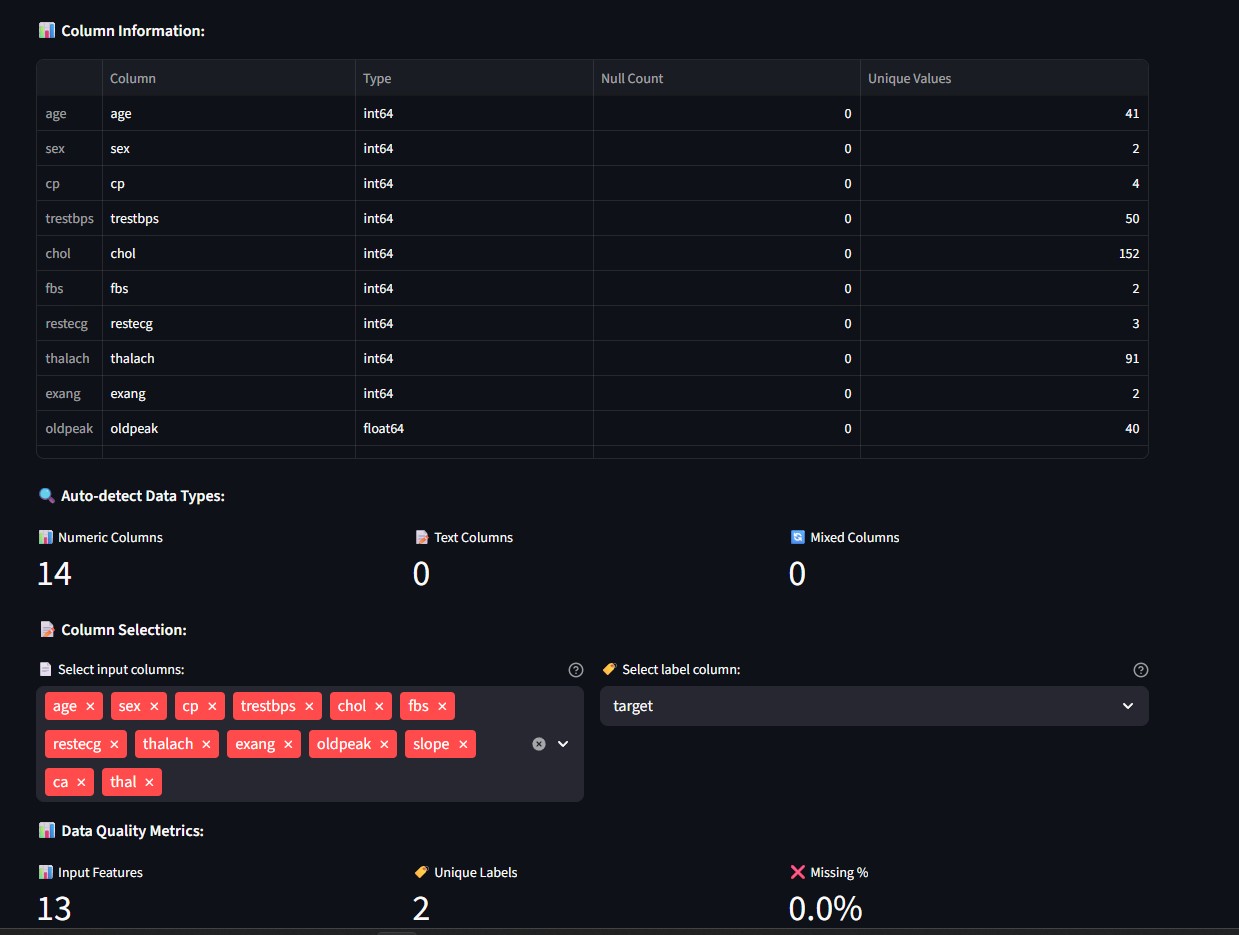 Column Information:
Column Type Null Count Unique Values
age age int64 0 41
sex sex int64 0 2
cp cp int64 0 4
trestbps trestbps int64 0 50
chol chol int64 0 152
fbs fbs int64 0 2
restecg restecg int64 0 3
thalach thalach int64 0 91
exang exang int64 0 2
oldpeak oldpeak float64 0 40
Auto-detect Data Types:
Numeric Columns Text Columns Mixed Columns
14 0 0
Column Selection:
Select input columns: Select label column:
age × sex × cp × trestbps × chol × fbs × target
restecg × thalach × exang × oldpeak × slope ×
ca × thal ×
Data Quality Metrics:
Input Features Unique Labels Missing %
13 2 0.0%